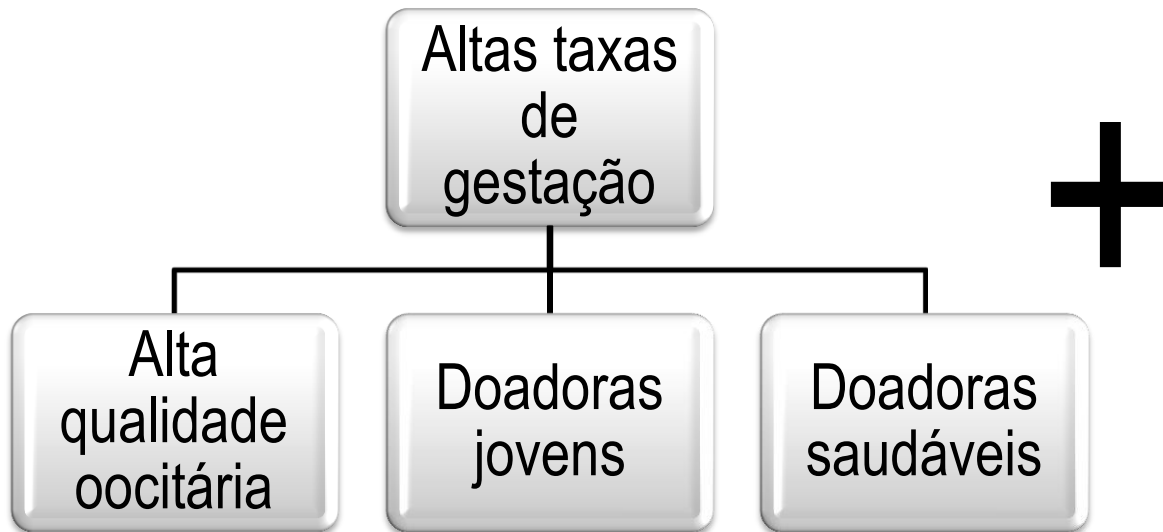 Altas taxas
de
gestação
+
Alta
qualidade
oocitária
Doadoras
jovens
Doadoras
saudáveis